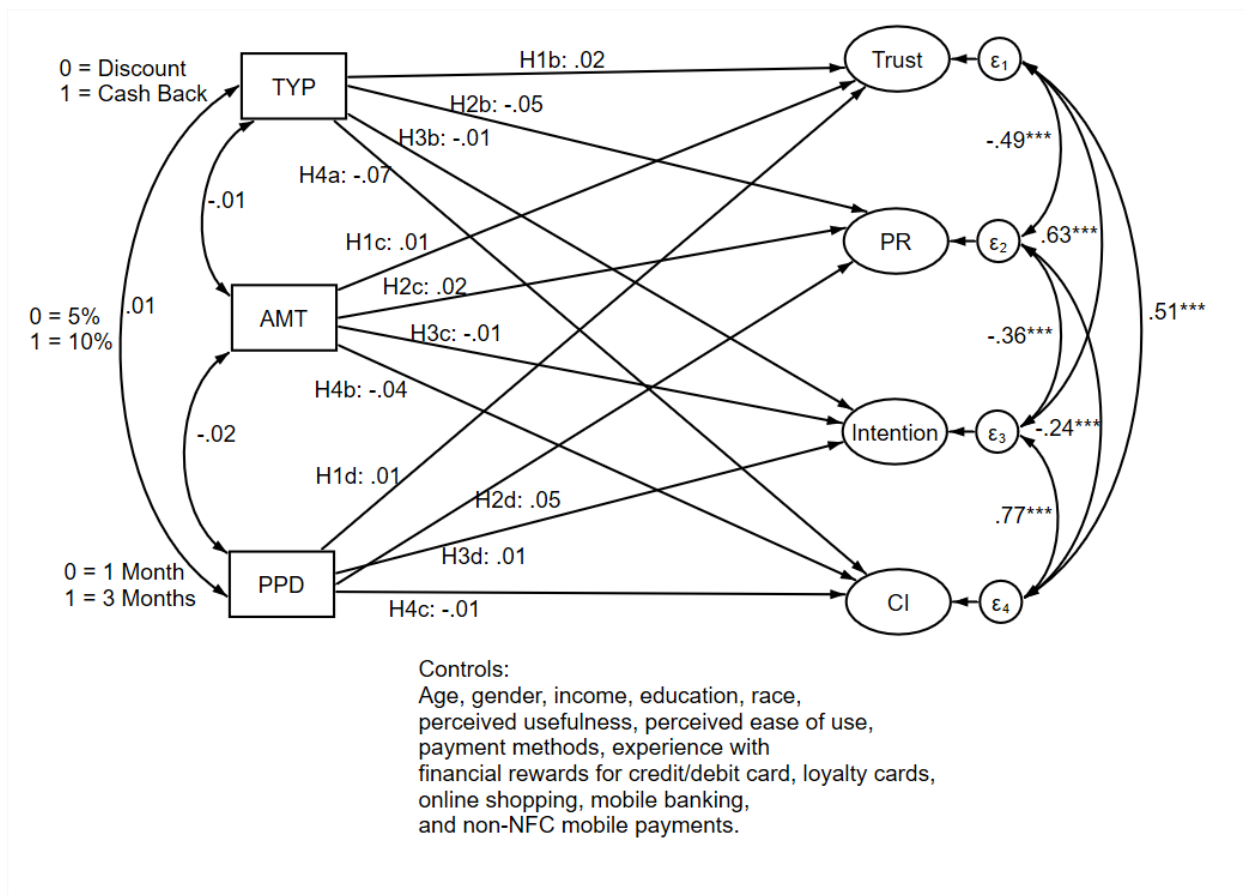 0 = Discount
1 = Cash Back
TYP
H1b: .02
Trust
ε1
H2b: -.05
H3b: -.01
-.49***
H4a: -.07
-.01
H1c: .01
PR
ε2
.63***
H2c: .02
.01
0 = 5%
1 = 10%
AMT
.51***
H3c: -.01
-.36***
H4b: -.04
-.02
Intention
ε3
-.24***
H1d: .01
H2d: .05
.77***
H3d: .01
0 = 1 Month
1 = 3 Months
PPD
H4c: -.01
CI
ε4
Controls:
Age, gender, income, education, race,
perceived usefulness, perceived ease of use,
payment methods, experience with
financial rewards for credit/debit card, loyalty cards,
online shopping, mobile banking,
and non-NFC mobile payments.